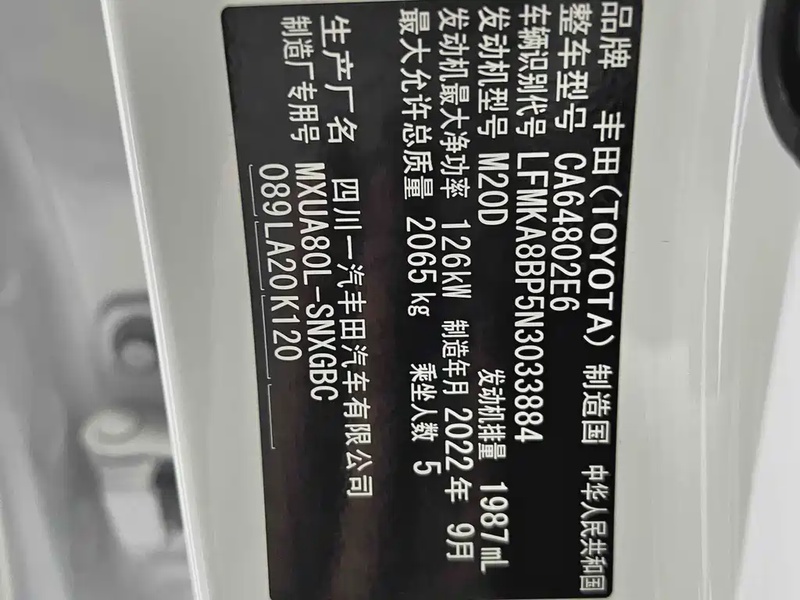 品牌 丰田(TOYOTA) 制造国 中华人民共和国
整车型号 CA64802E6
车辆识别代号 LFMKA8BP5N3033884
发动机型号 M20D 发动机排量 1987mL
发动机最大净功率 126kW 制造年月 2022年 9月
最大允许总质量 2065kg 乘坐人数 5
生产厂名 四川一汽丰田汽车有限公司
制造厂专用号 MXUA80L-SNXGBC
089LA20K120